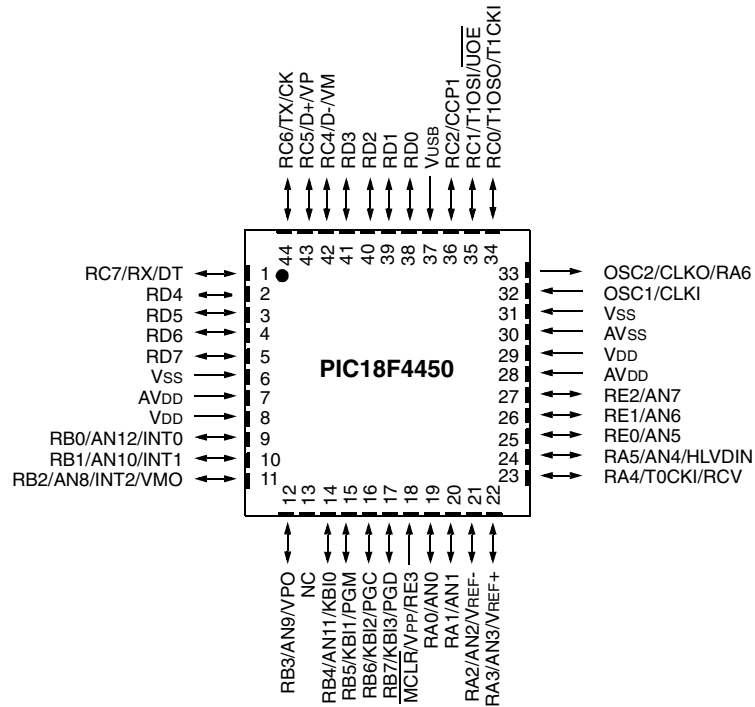 RC6/TX/CK
RC5/D+/VP
RC4/D-/VM
RD3
RD2
RD1
RD0
VUSB
RC2/CCP1
RC1/T1OSI/UOE
RC0/T1OSO/T1CKI
44
43
42
41
40
39
38
37
36
35
34
RC7/RX/DT 1
RD4 2
RD5 3
RD6 4
RD7 5
VSS 6
AVDD 7
VDD 8
RB0/AN12/INT0 9
RB1/AN10/INT1 10
RB2/AN8/INT2/VMO 11
PIC18F4450
33 OSC2/CLKO/RA6
32 OSC1/CLKI
31 VSS
30 AVSS
29 VDD
28 AVDD
27 RE2/AN7
26 RE1/AN6
25 RE0/AN5
24 RA5/AN4/HLVDIN
23 RA4/T0CKI/RCV
12
13
14
15
16
17
18
19
20
21
22
RB3/AN9/VPO
NC
RB4/AN11/KBI0
RB5/KBI1/PGM
RB6/KBI2/PGC
RB7/KBI3/PGD
MCLR/VPP/RE3
RA0/AN0
RA1/AN1
RA2/AN2/VREF-
RA3/AN3/VREF+